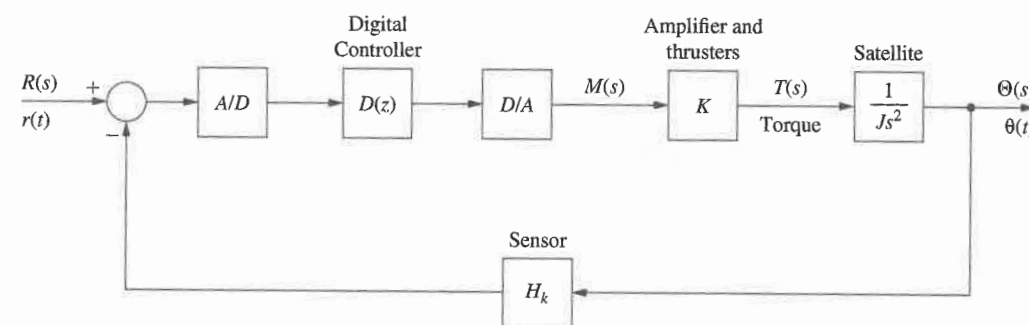 Digital
Controller
Amplifier and
thrusters
Satellite
R(s)
+
r(t)
−
A/D
D(z)
D/A
M(s)
K
T(s)
Torque
1
Js²
Θ(s
θ(t
Sensor
Hₖ